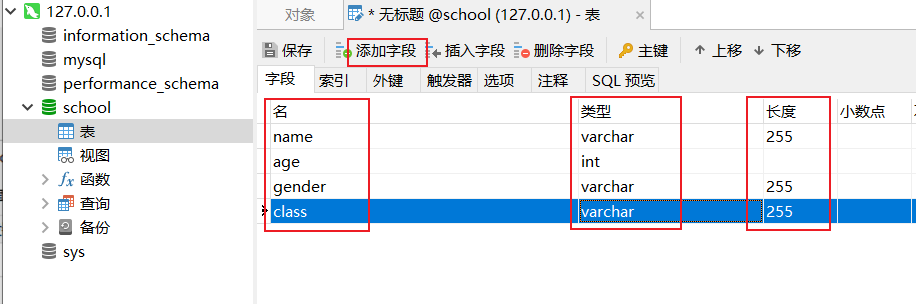 127.0.0.1
information_schema
mysql
performance_schema
school
表
视图
fx 函数
查询
备份
sys
对象
* 无标题 @school (127.0.0.1) - 表
保存 添加字段 插入字段 删除字段 主键 上移 下移
字段 索引 外键 触发器 选项 注释 SQL 预览
名 类型 长度 小数点
name varchar 255
age int
gender varchar 255
class varchar 255